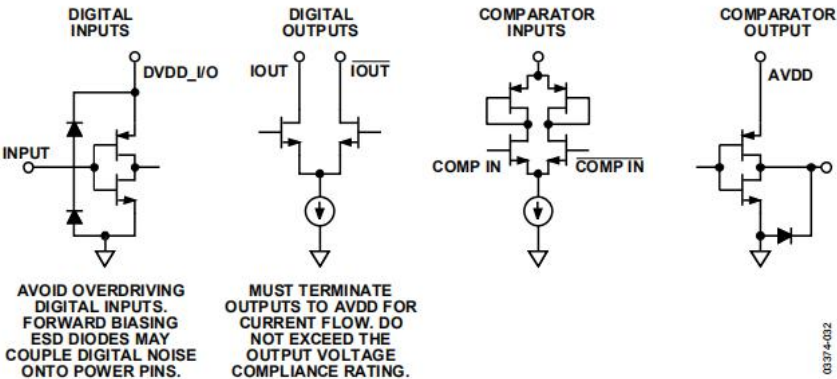 DIGITAL
INPUTS
DVDD_I/O
INPUT
AVOID OVERDRIVING
DIGITAL INPUTS.
FORWARD BIASING
ESD DIODES MAY
COUPLE DIGITAL NOISE
ONTO POWER PINS.
DIGITAL
OUTPUTS
IOUT
IOUT
MUST TERMINATE
OUTPUTS TO AVDD FOR
CURRENT FLOW. DO
NOT EXCEED THE
OUTPUT VOLTAGE
COMPLIANCE RATING.
COMPARATOR
INPUTS
COMP IN
COMP IN
COMPARATOR
OUTPUT
AVDD
03374-032